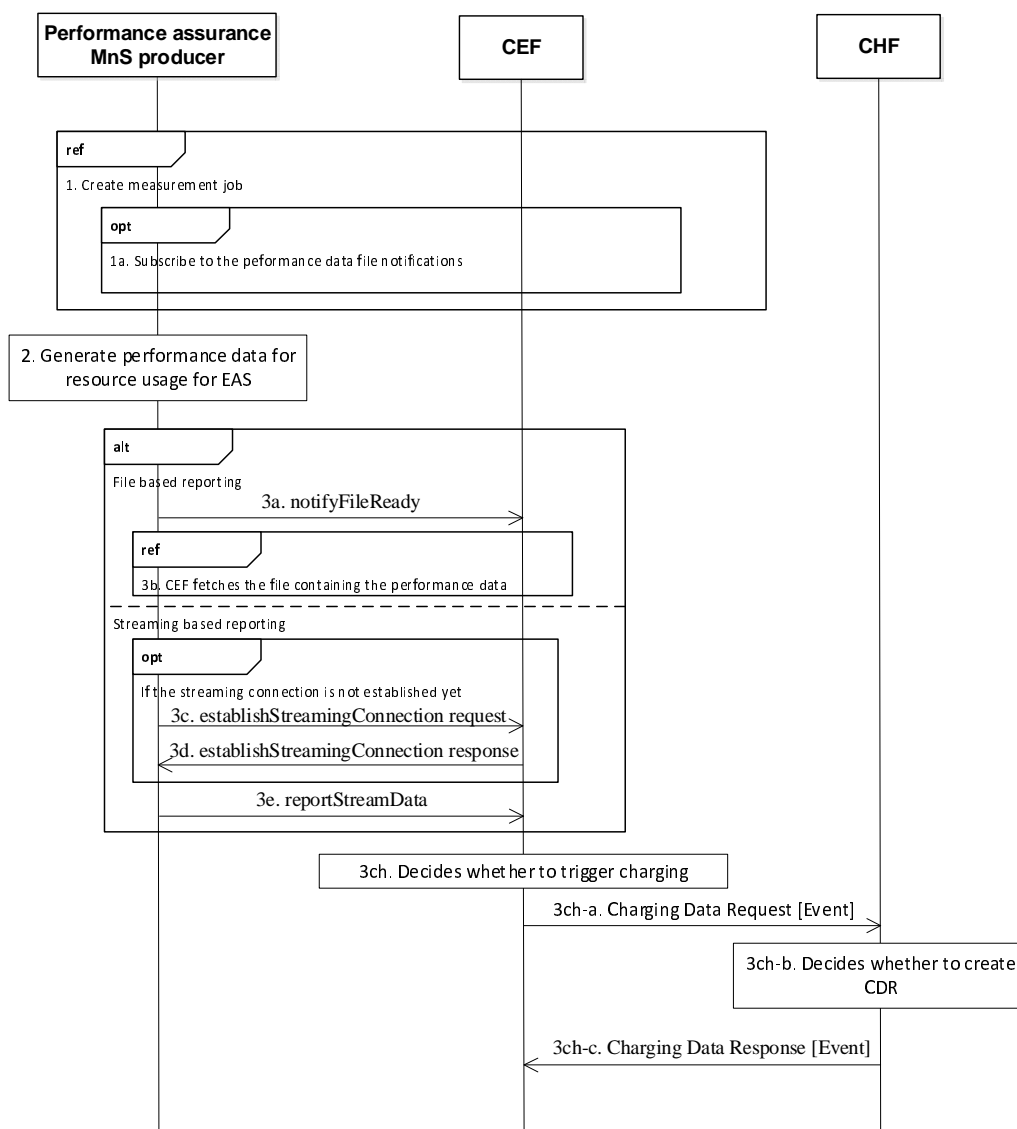 Performance assurance
MnS producer
CEF
CHF
ref
1. Create measurement job
opt
1a. Subscribe to the peformance data file notifications
2. Generate performance data for
resource usage for EAS
alt
File based reporting
3a. notifyFileReady
ref
3b. CEF fetches the file containing the performance data
Streaming based reporting
opt
If the streaming connection is not established yet
3c. establishStreamingConnection request
3d. establishStreamingConnection response
3e. reportStreamData
3ch. Decides whether to trigger charging
3ch-a. Charging Data Request [Event]
3ch-b. Decides whether to create
CDR
3ch-c. Charging Data Response [Event]